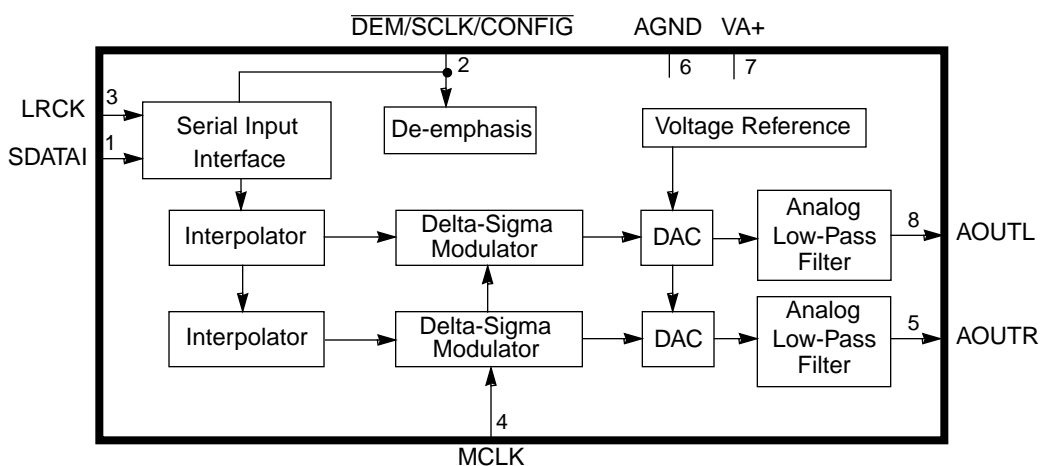 DEM/SCLK/CONFIG AGND VA+
2 6 7
LRCK 3
SDATAI 1
Serial Input
Interface
De-emphasis
Voltage Reference
Interpolator
Delta-Sigma
Modulator
DAC
Analog
Low-Pass
Filter
8 AOUTL
Interpolator
Delta-Sigma
Modulator
DAC
Analog
Low-Pass
Filter
5 AOUTR
4
MCLK